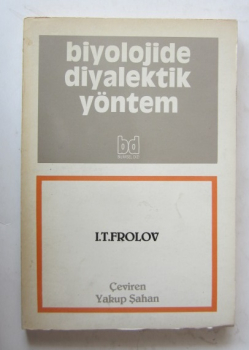 biyolojide
diyalektik
yöntem
bd
I.T.FROLOV
Çeviren
Yakup Şahan